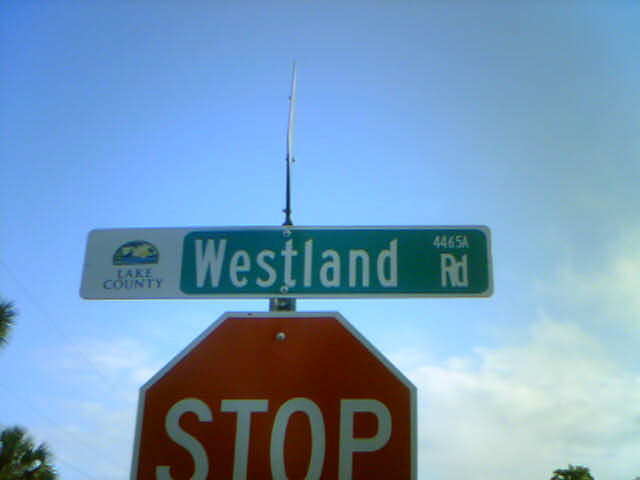 LAKE
COUNTY
Westland
4465A
Rd
STOP